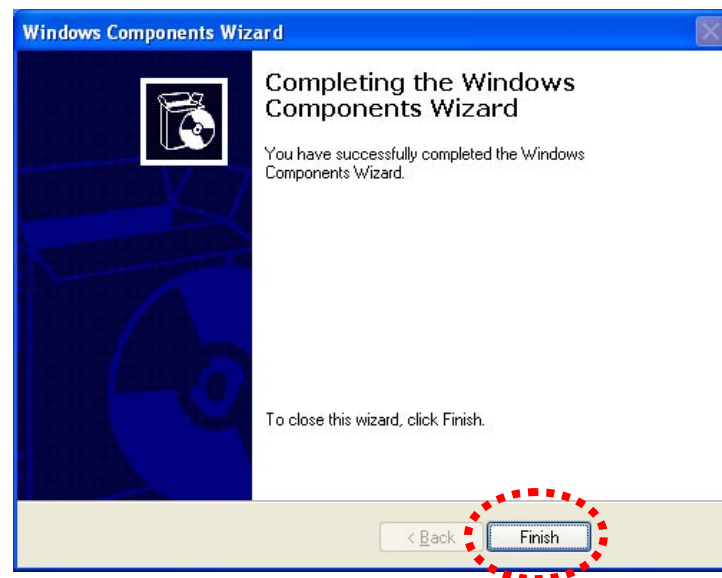 Windows Components Wizard
Completing the Windows
Components Wizard
You have successfully completed the Windows
Components Wizard.
To close this wizard, click Finish.
< Back
Finish